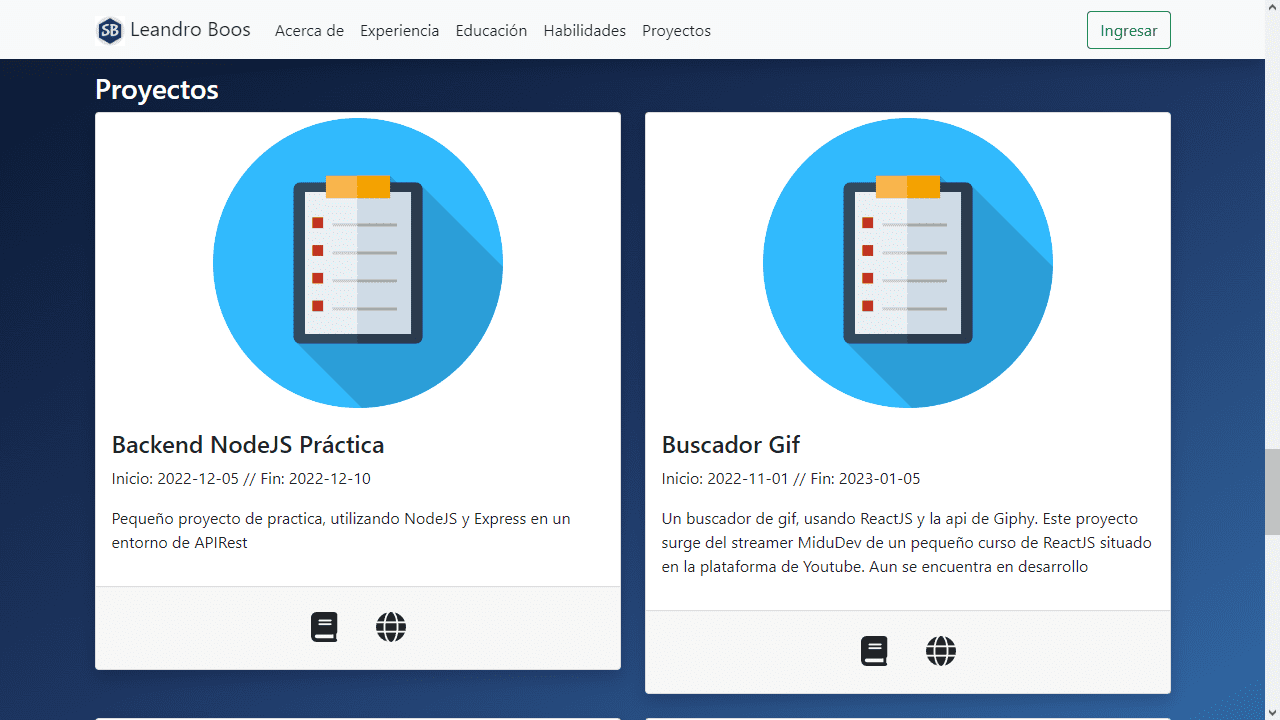 SB Leandro Boos Acerca de Experiencia Educación Habilidades Proyectos Ingresar
Proyectos
Backend NodeJS Práctica
Inicio: 2022-12-05 // Fin: 2022-12-10
Pequeño proyecto de practica, utilizando NodeJS y Express en un
entorno de APIRest
Buscador Gif
Inicio: 2022-11-01 // Fin: 2023-01-05
Un buscador de gif, usando ReactJS y la api de Giphy. Este proyecto
surge del streamer MiduDev de un pequeño curso de ReactJS situado
en la plataforma de Youtube. Aun se encuentra en desarrollo